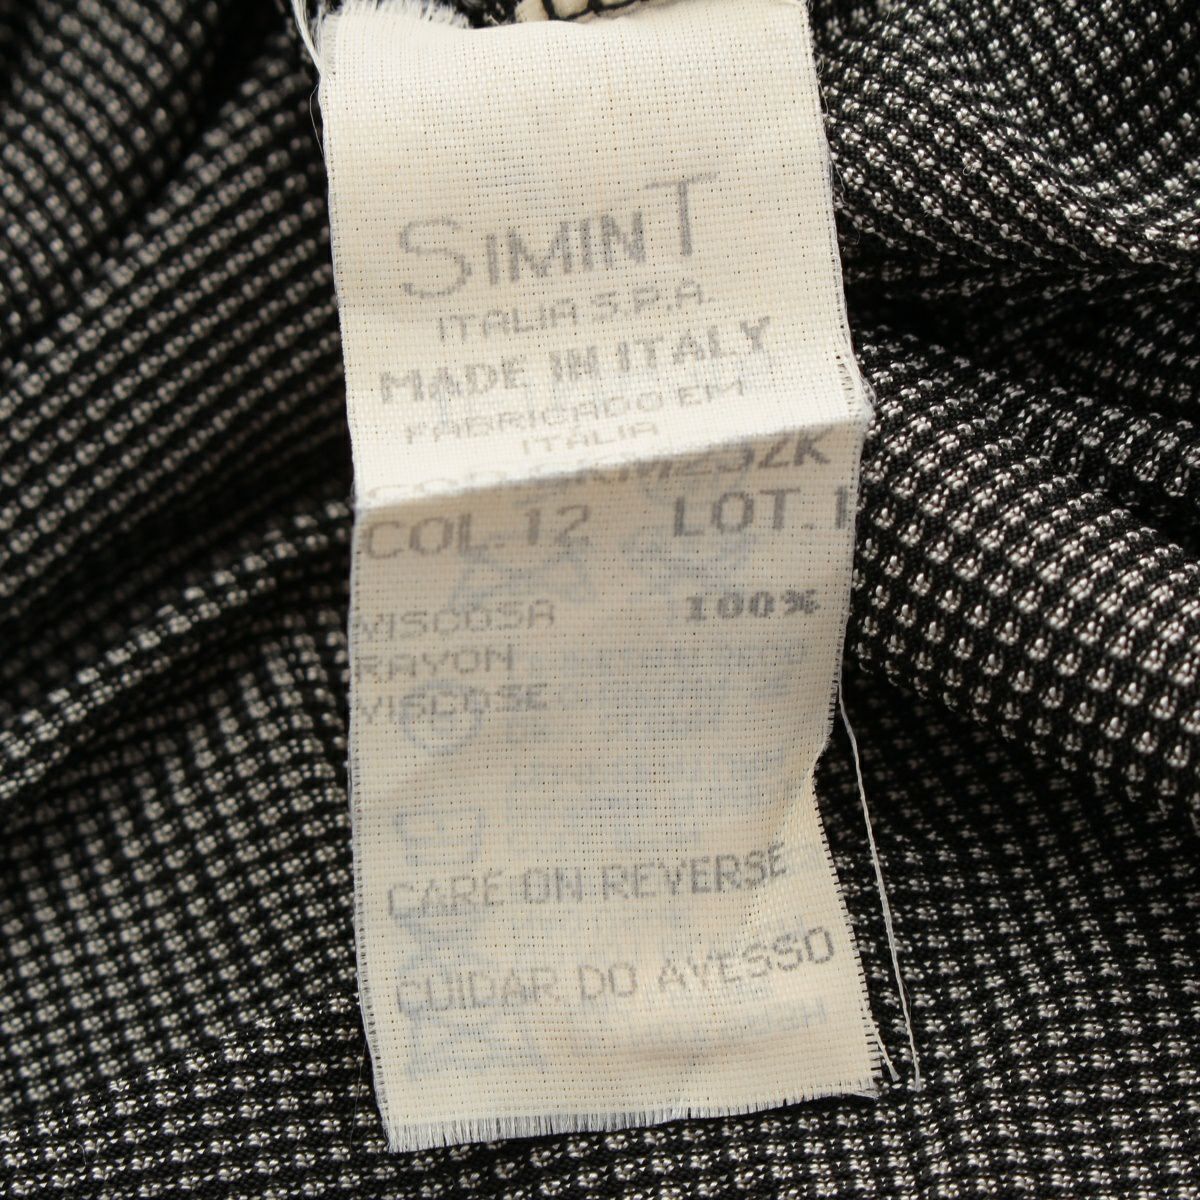 SIMINT
ITALIA S.P.A.
MADE IN ITALY
FABRICADO EM
ITÁLIA
COL.12 LOT.1
VISCOSA 100%
RAYON
VISCOSE
CARE ON REVERSE
CUIDAR DO AVESSO